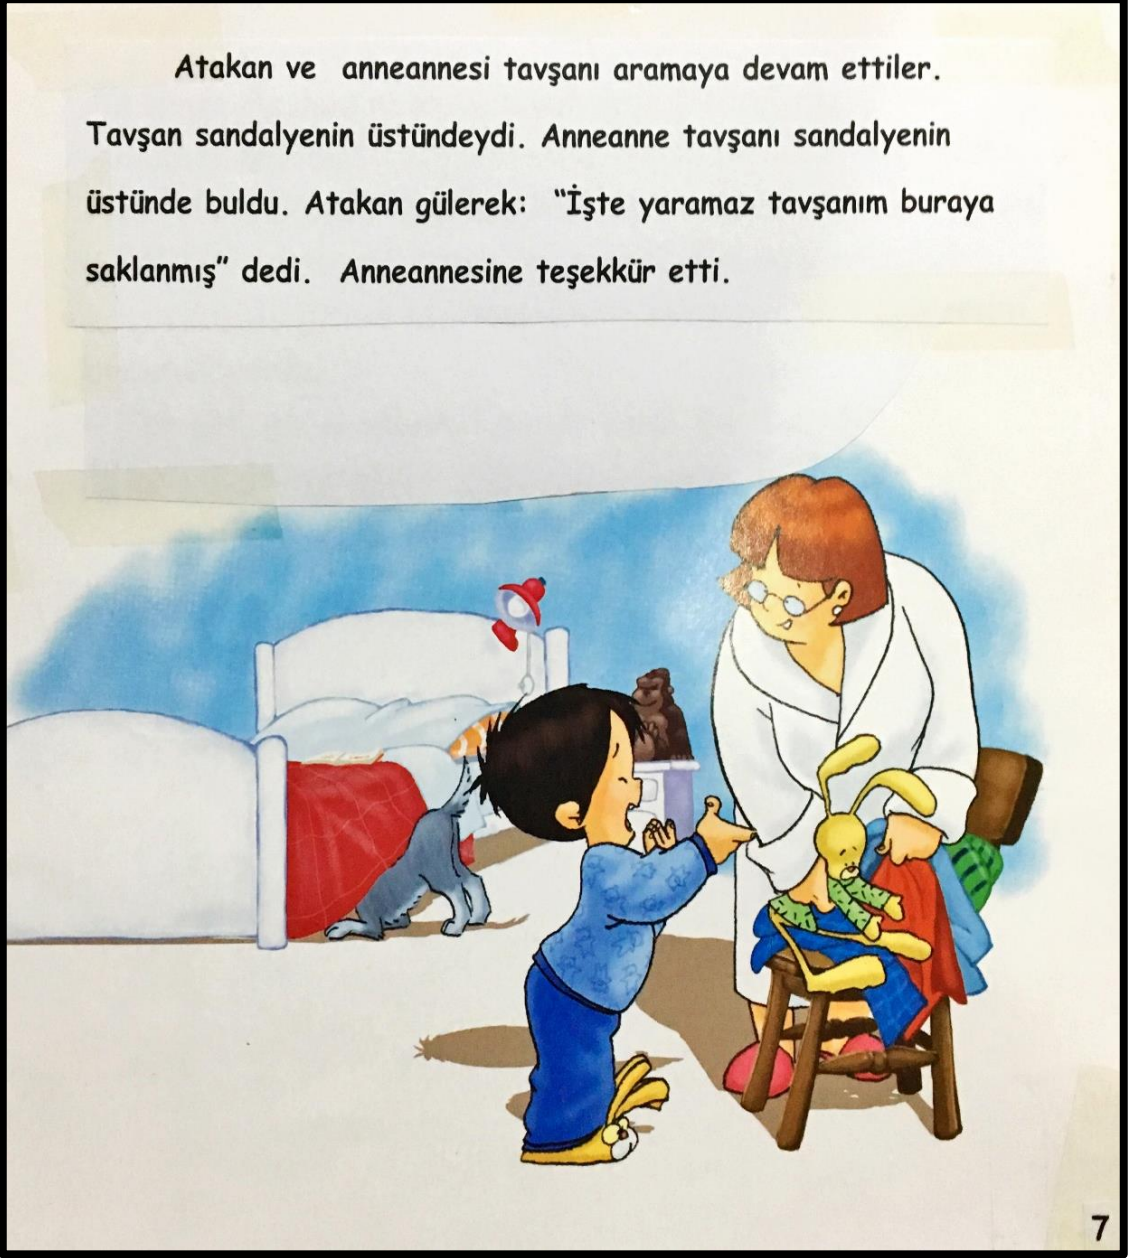 Atakan ve anneannesi tavşanı aramaya devam ettiler.
Tavşan sandalyenin üstündeydi. Anneanne tavşanı sandalyenin
üstünde buldu. Atakan gülerek: "İşte yaramaz tavşanım buraya
saklanmış" dedi. Anneannesine teşekkür etti.
7